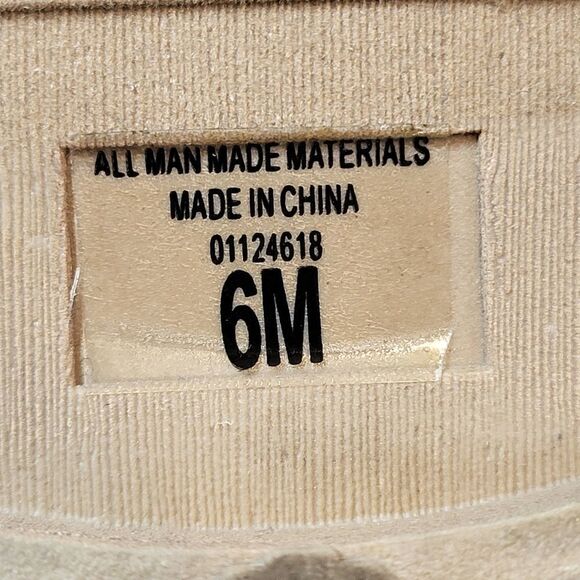 ALL MAN MADE MATERIALS
MADE IN CHINA
01124618
6M